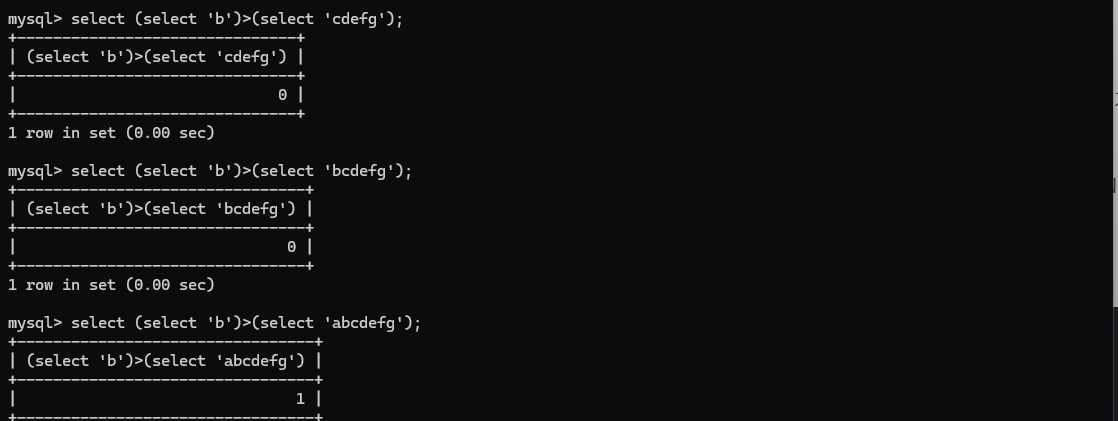 mysql> select (select 'b')>(select 'cdefg');
+-------------------------------+
| (select 'b')>(select 'cdefg') |
+-------------------------------+
|                             0 |
+-------------------------------+
1 row in set (0.00 sec)
mysql> select (select 'b')>(select 'bcdefg');
+--------------------------------+
| (select 'b')>(select 'bcdefg') |
+--------------------------------+
|                              0 |
+--------------------------------+
1 row in set (0.00 sec)
mysql> select (select 'b')>(select 'abcdefg');
+---------------------------------+
| (select 'b')>(select 'abcdefg') |
+---------------------------------+
|                               1 |
+---------------------------------+